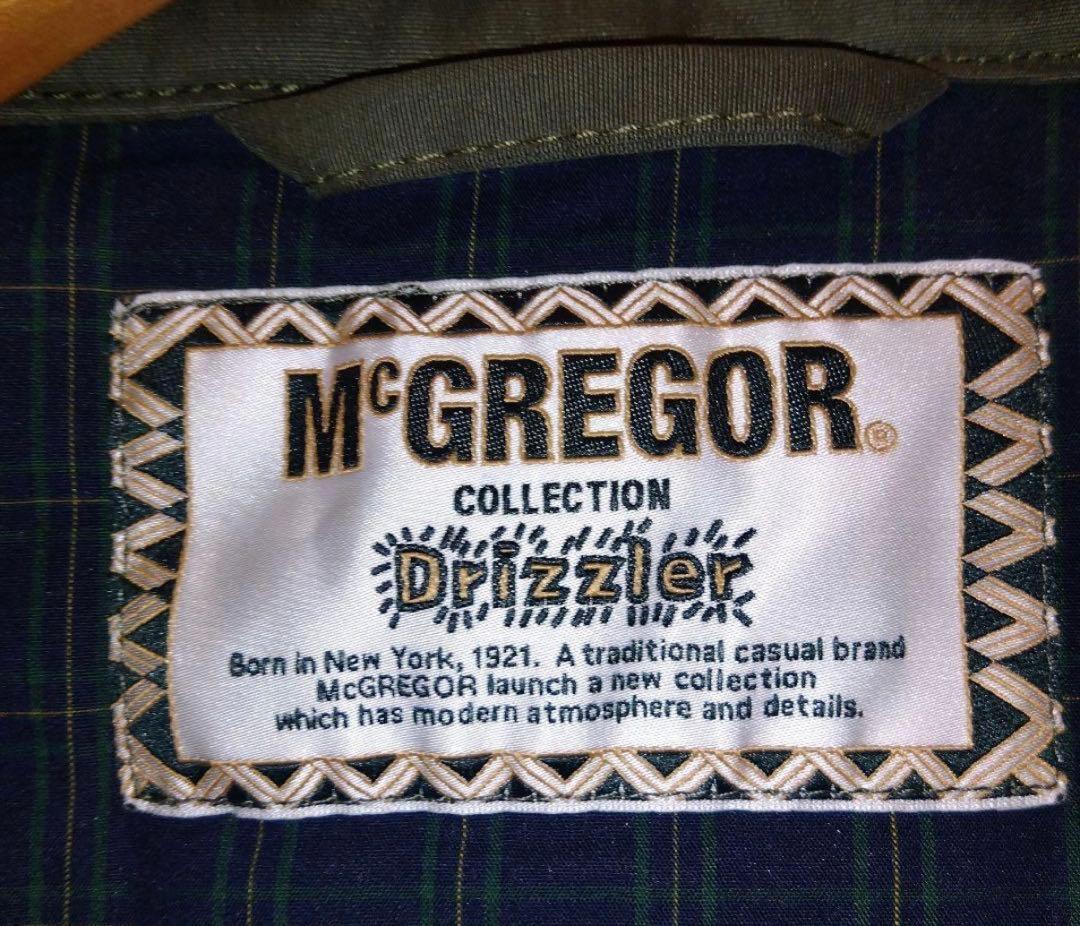 McGREGOR®
COLLECTION
Drizzler
Born in New York, 1921. A traditional casual brand
McGREGOR launch a new collection
which has modern atmosphere and details.